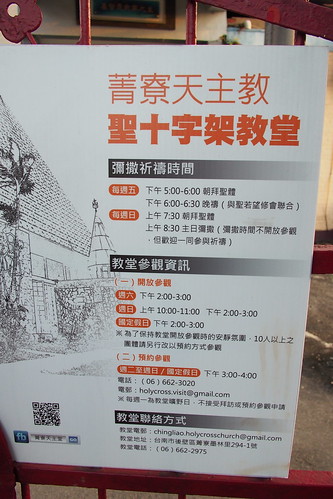 菁寮天主教
聖十字架教堂
彌撒祈禱時間
每週五 下午 5:00-6:00 朝拜聖體
下午 6:00-6:30 晚禱（與聖若望修會聯合）
每週日 上午 7:30 朝拜聖體
上午 8:30 主日彌撒（彌撒時間不開放參觀
，但歡迎一同參與祈禱）
教堂參觀資訊
（一）開放參觀
週六 下午 2:00-3:00
週日 上午 10:00-11:00 下午 2:00-3:00
國定假日 下午 2:00-3:00
※ 為了保持教堂開放參觀時的安靜氛圍，10人以上之
團體請另行改以預約方式參觀
（二）預約參觀
週二至週日 / 國定假日 下午 3:00-4:00
電話：（06）662-3020
電郵：holycross.visit@gmail.com
※ 每週一為教堂曠野日，不接受拜訪或預約參觀申請
教堂聯絡方式
教堂電郵：chingliao.holycrosschurch@gmail.com
教堂地址：台南市後壁區菁寮墨林里294-1號
教堂電話：（06）662-2975
fb 菁寮天主堂 GO